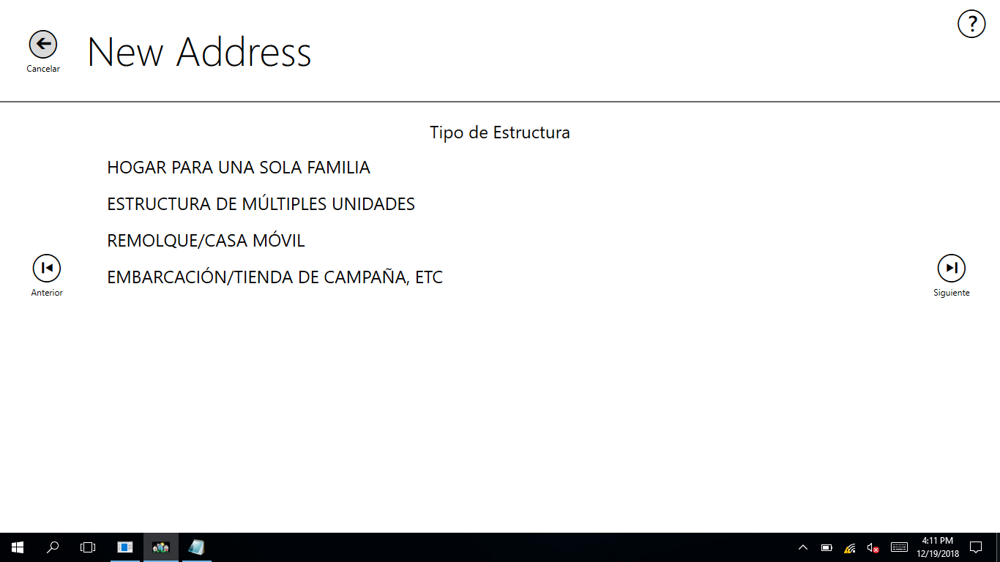 New Address
?
Cancelar
Tipo de Estructura
HOGAR PARA UNA SOLA FAMILIA
ESTRUCTURA DE MÚLTIPLES UNIDADES
REMOLQUE/CASA MÓVIL
EMBARCACIÓN/TIENDA DE CAMPAÑA, ETC
Anterior
Siguiente
4:11 PM
12/19/2018